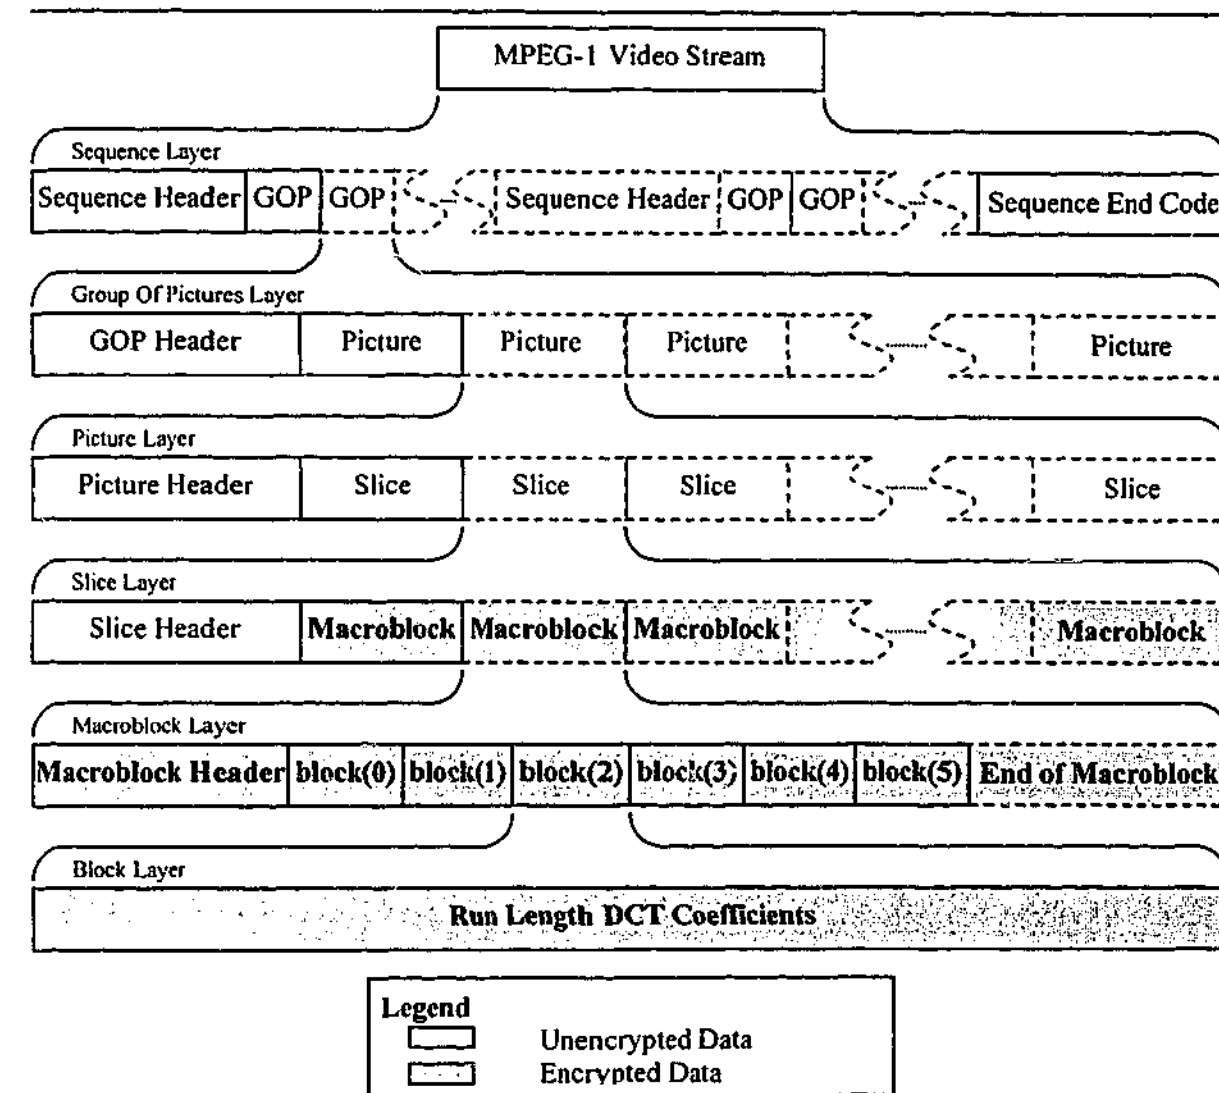 MPEG-1 Video Stream
Sequence Layer
Sequence Header GOP GOP Sequence Header GOP GOP Sequence End Code
Group Of Pictures Layer
GOP Header Picture Picture Picture Picture
Picture Layer
Picture Header Slice Slice Slice Slice
Slice Layer
Slice Header Macroblock Macroblock Macroblock Macroblock
Macroblock Layer
Macroblock Header block(0) block(1) block(2) block(3) block(4) block(5) End of Macroblock
Block Layer
Run Length DCT Coefficients
Legend
Unencrypted Data
Encrypted Data